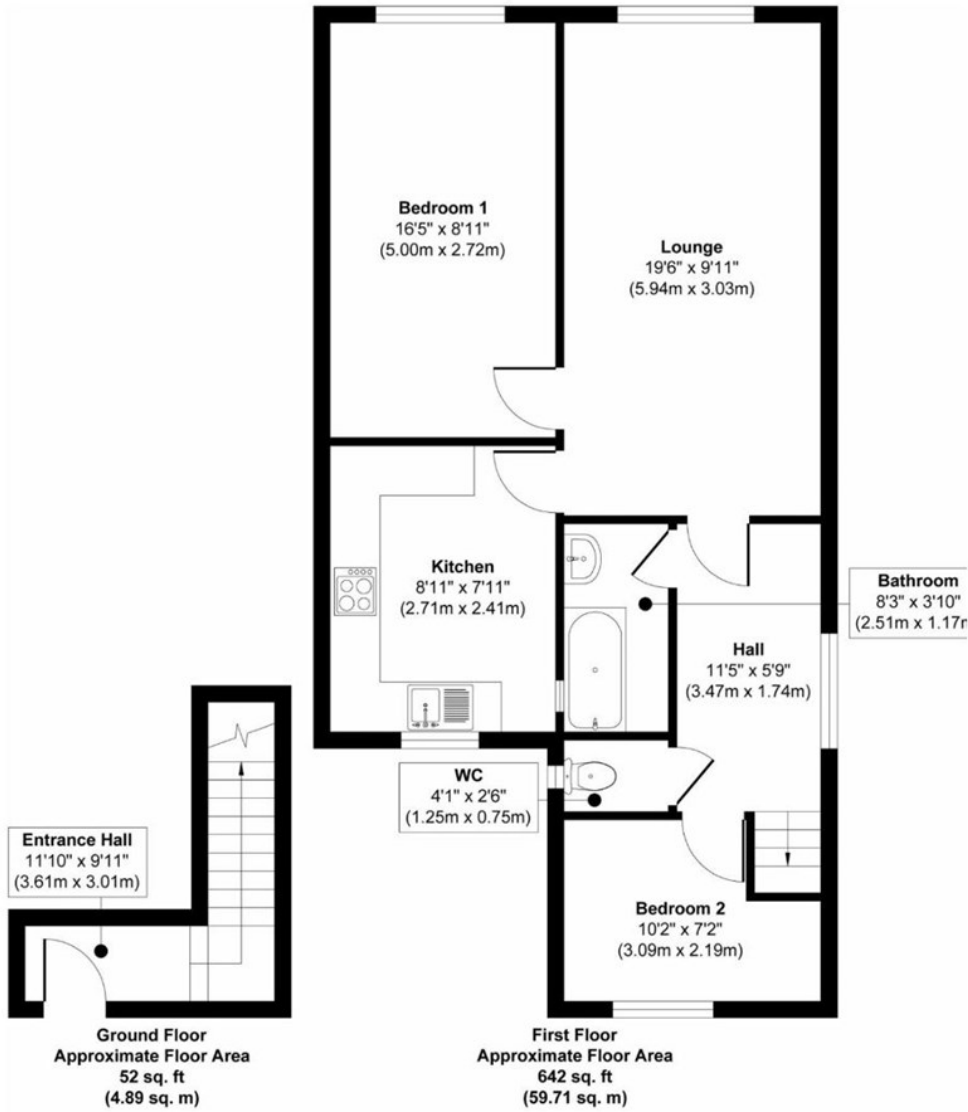 Bedroom 1
16'5" x 8'11"
(5.00m x 2.72m)
Lounge
19'6" x 9'11"
(5.94m x 3.03m)
Kitchen
8'11" x 7'11"
(2.71m x 2.41m)
Bathroom
8'3" x 3'10"
(2.51m x 1.17m
Hall
11'5" x 5'9"
(3.47m x 1.74m)
WC
4'1" x 2'6"
(1.25m x 0.75m)
Entrance Hall
11'10" x 9'11"
(3.61m x 3.01m)
Bedroom 2
10'2" x 7'2"
(3.09m x 2.19m)
Ground Floor
Approximate Floor Area
52 sq. ft
(4.89 sq. m)
First Floor
Approximate Floor Area
642 sq. ft
(59.71 sq. m)